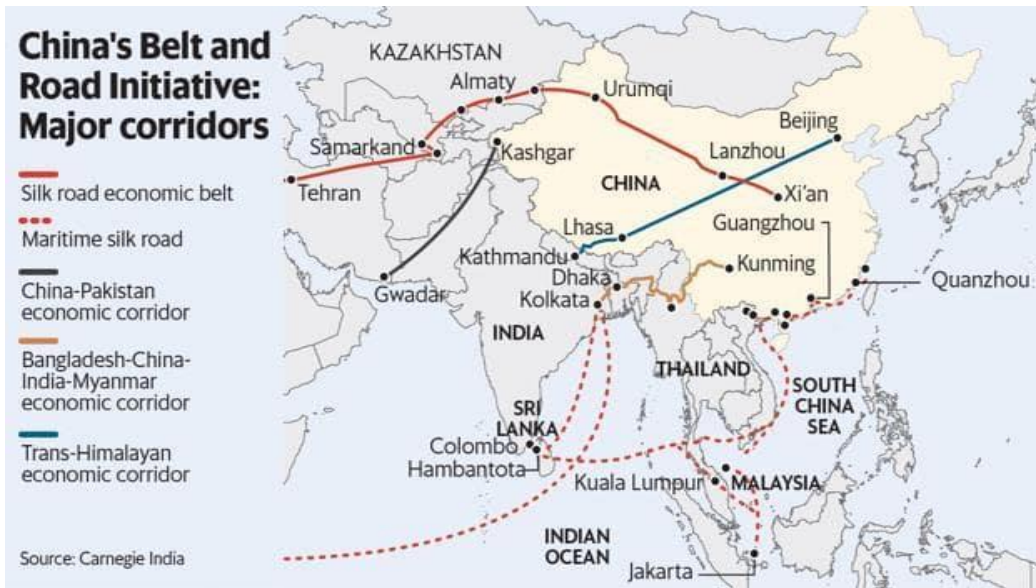 China's Belt and
Road Initiative:
Major corridors
Silk road economic belt
Maritime silk road
China-Pakistan
economic corridor
Bangladesh-China-
India-Myanmar
economic corridor
Trans-Himalayan
economic corridor
Source: Carnegie India
KAZAKHSTAN
Almaty
Urumqi
Beijing
Samarkand
Kashgar
Lanzhou
Tehran
CHINA
Xi'an
Guangzhou
Lhasa
Kathmandu
Kunming
Dhaka
Gwadar
Kolkata
Quanzhou
INDIA
THAILAND
SOUTH
CHINA
SEA
SRI
LANKA
Colombo
Hambantota
Kuala Lumpur
MALAYSIA
INDIAN
OCEAN
Jakarta